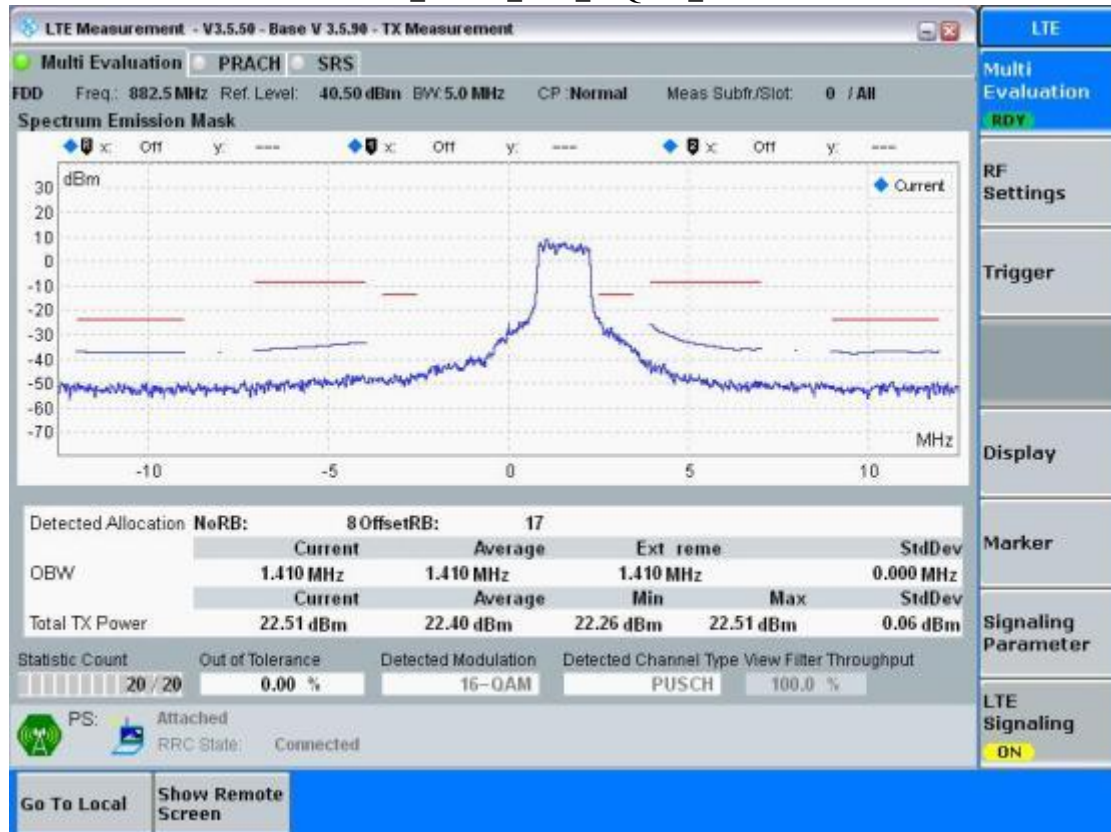 LTE Measurement - V3.5.50 - Base V 3.5.90 - TX Measurement
LTE
Multi Evaluation PRACH SRS
Multi Evaluation
RDY
FDD Freq.: 882.5 MHz Ref. Level: 40.50 dBm BW: 5.0 MHz CP :Normal Meas Subfr./Slot: 0 / All
Spectrum Emission Mask
x: Off y: --- x: Off y: --- x: Off y: ---
dBm
Current
30
20
10
0
-10
-20
-30
-40
-50
-60
-70
MHz
-10 -5 0 5 10
RF Settings
Trigger
Display
Marker
Signaling Parameter
LTE Signaling
ON
Detected Allocation NoRB: 8 OffsetRB: 17
Current Average Ext reme StdDev
OBW 1.410 MHz 1.410 MHz 1.410 MHz 0.000 MHz
Current Average Min Max StdDev
Total TX Power 22.51 dBm 22.40 dBm 22.26 dBm 22.51 dBm 0.06 dBm
Statistic Count Out of Tolerance Detected Modulation Detected Channel Type View Filter Throughput
20 / 20 0.00 % 16-QAM PUSCH 100.0 %
PS: Attached
RRC State: Connected
Go To Local
Show Remote Screen